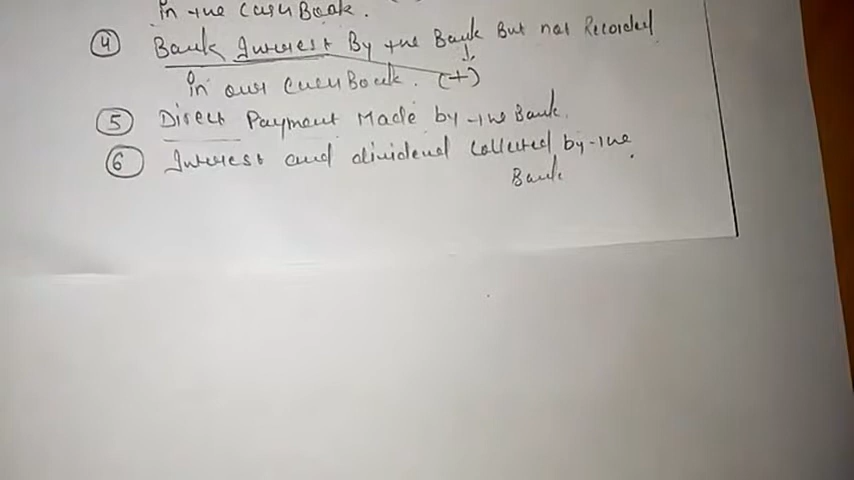 in the Cash Book.
④ Bank Interest By the Bank But not Recorded
in our Cash Book. (+)
⑤ Direct Payment Made by the Bank.
⑥ Interest and dividend Collected by the
Bank